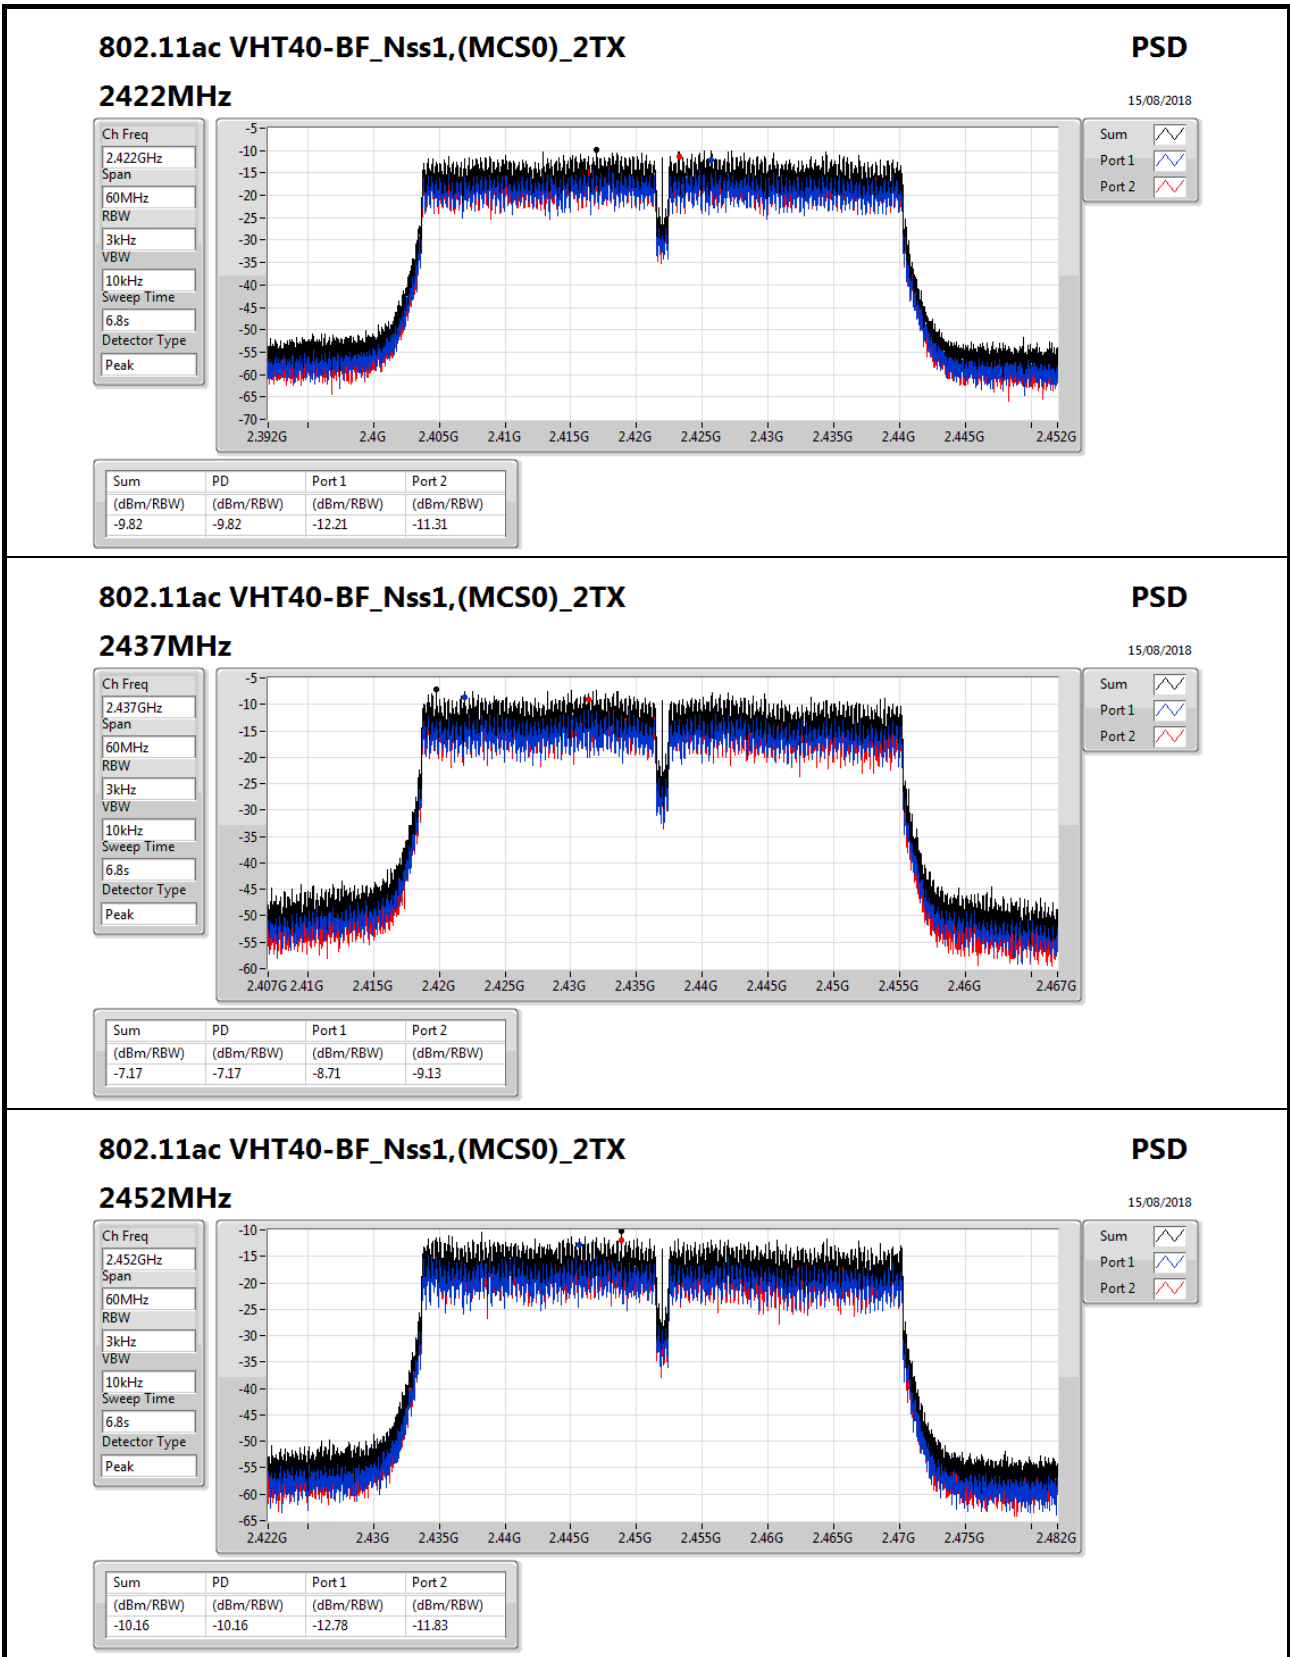 802.11ac VHT40-BF_Nss1,(MCS0)_2TX PSD
2422MHz 15/08/2018
Ch Freq
2.422GHz
Span
60MHz
RBW
3kHz
VBW
10kHz
Sweep Time
6.8s
Detector Type
Peak
-5
-10
-15
-20
-25
-30
-35
-40
-45
-50
-55
-60
-65
-70
2.392G 2.4G 2.405G 2.41G 2.415G 2.42G 2.425G 2.43G 2.435G 2.44G 2.445G 2.452G
Sum
Port 1
Port 2
Sum PD Port 1 Port 2
(dBm/RBW) (dBm/RBW) (dBm/RBW) (dBm/RBW)
-9.82 -9.82 -12.21 -11.31
802.11ac VHT40-BF_Nss1,(MCS0)_2TX PSD
2437MHz 15/08/2018
Ch Freq
2.437GHz
Span
60MHz
RBW
3kHz
VBW
10kHz
Sweep Time
6.8s
Detector Type
Peak
-5
-10
-15
-20
-25
-30
-35
-40
-45
-50
-55
-60
2.407G 2.41G 2.415G 2.42G 2.425G 2.43G 2.435G 2.44G 2.445G 2.45G 2.455G 2.46G 2.467G
Sum
Port 1
Port 2
Sum PD Port 1 Port 2
(dBm/RBW) (dBm/RBW) (dBm/RBW) (dBm/RBW)
-7.17 -7.17 -8.71 -9.13
802.11ac VHT40-BF_Nss1,(MCS0)_2TX PSD
2452MHz 15/08/2018
Ch Freq
2.452GHz
Span
60MHz
RBW
3kHz
VBW
10kHz
Sweep Time
6.8s
Detector Type
Peak
-10
-15
-20
-25
-30
-35
-40
-45
-50
-55
-60
-65
2.422G 2.43G 2.435G 2.44G 2.445G 2.45G 2.455G 2.46G 2.465G 2.47G 2.475G 2.482G
Sum
Port 1
Port 2
Sum PD Port 1 Port 2
(dBm/RBW) (dBm/RBW) (dBm/RBW) (dBm/RBW)
-10.16 -10.16 -12.78 -11.83